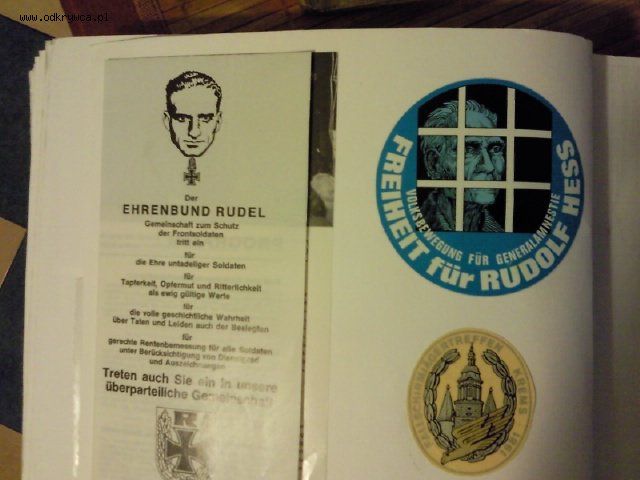 www.odkrywca.pl
Der
EHRENBUND RUDEL
Gemeinschaft zum Schutz
der Frontsoldaten
tritt ein
für
die Ehre untadeliger Soldaten
für
Tapferkeit, Opfermut und Ritterlichkeit
als ewig gültige Werte
für
die volle geschichtliche Wahrheit
über Taten und Leiden auch der Besiegten
für
gerechte Rentenbemessung für alle Soldaten
unter Berücksichtigung von Dienstgrad
und Auszeichnungen
Treten auch Sie ein in unsere
überparteiliche Gemeinschaft
FREIHEIT für RUDOLF HESS
VOLKSBEWEGUNG FÜR GENERALAMNESTIE
FALLSCHIRMJÄGERTREFFEN KREMS